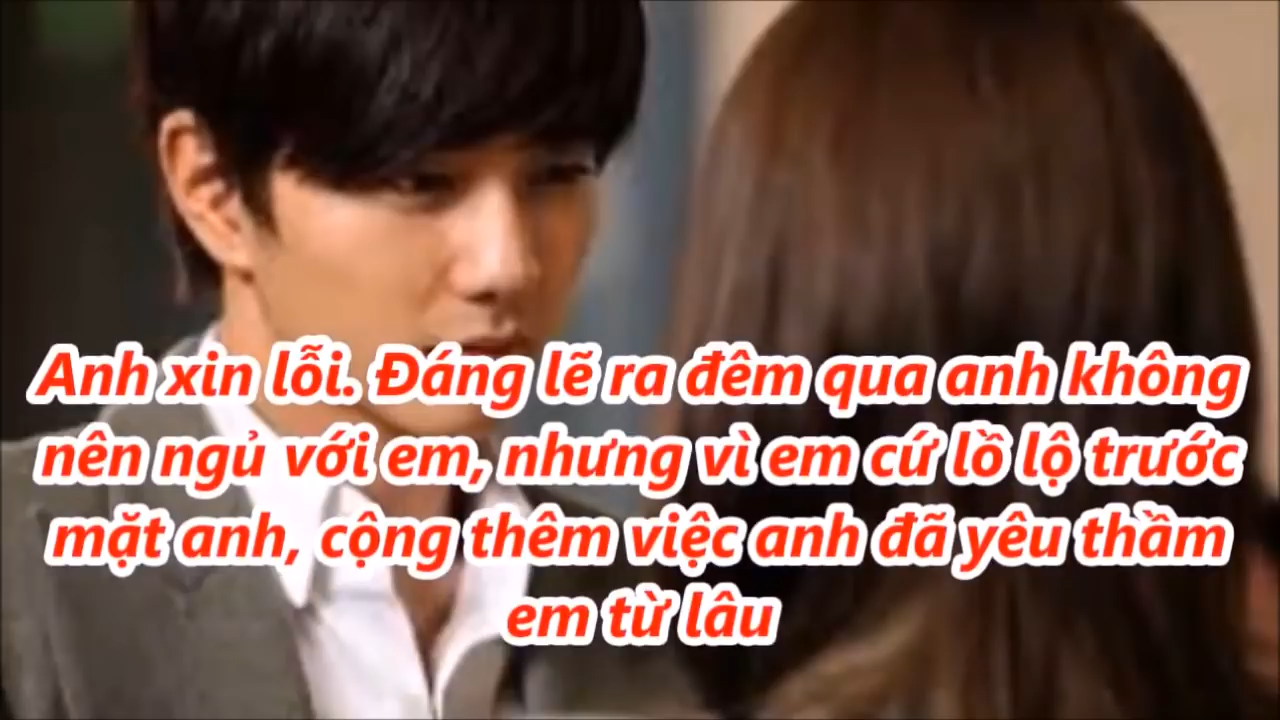 Anh xin lỗi. Đáng lẽ ra đêm qua anh không
nên ngủ với em, nhưng vì em cứ lồ lộ trước
mặt anh, cộng thêm việc anh đã yêu thầm
em từ lâu